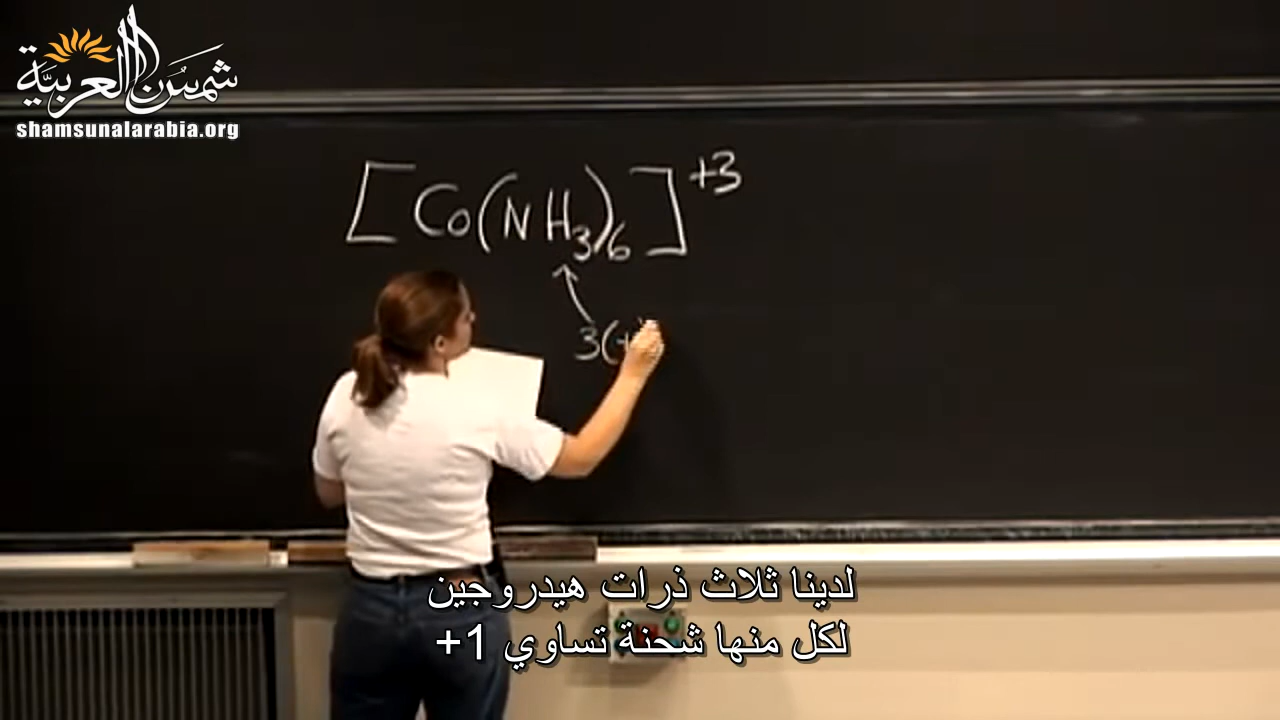 شمس العربية
shamsunalarabia.org
[Co(NH₃)₆]⁺³
3(+
لدينا ثلاث ذرات هيدروجين
لكل منها شحنة تساوي 1+